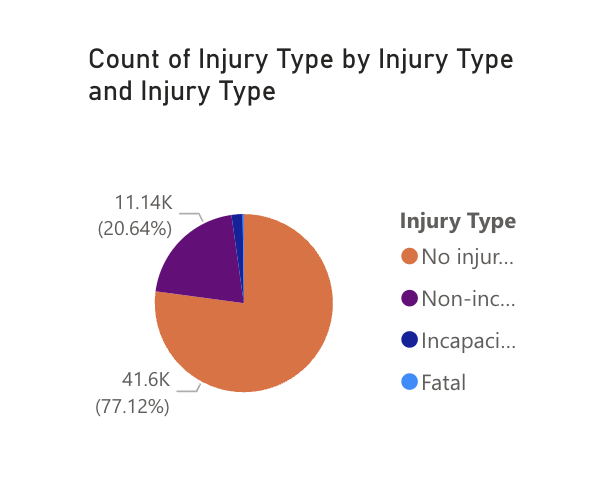 Count of Injury Type by Injury Type
and Injury Type
11.14K
(20.64%)
41.6K
(77.12%)
Injury Type
No injur...
Non-inc...
Incapaci...
Fatal